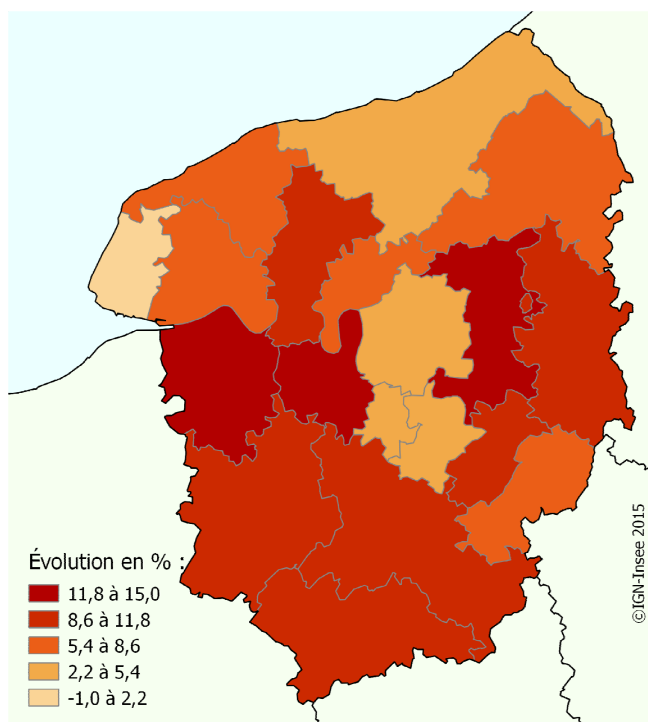 Évolution en % :
11,8 à 15,0
8,6 à 11,8
5,4 à 8,6
2,2 à 5,4
-1,0 à 2,2
©IGN-Insee 2015